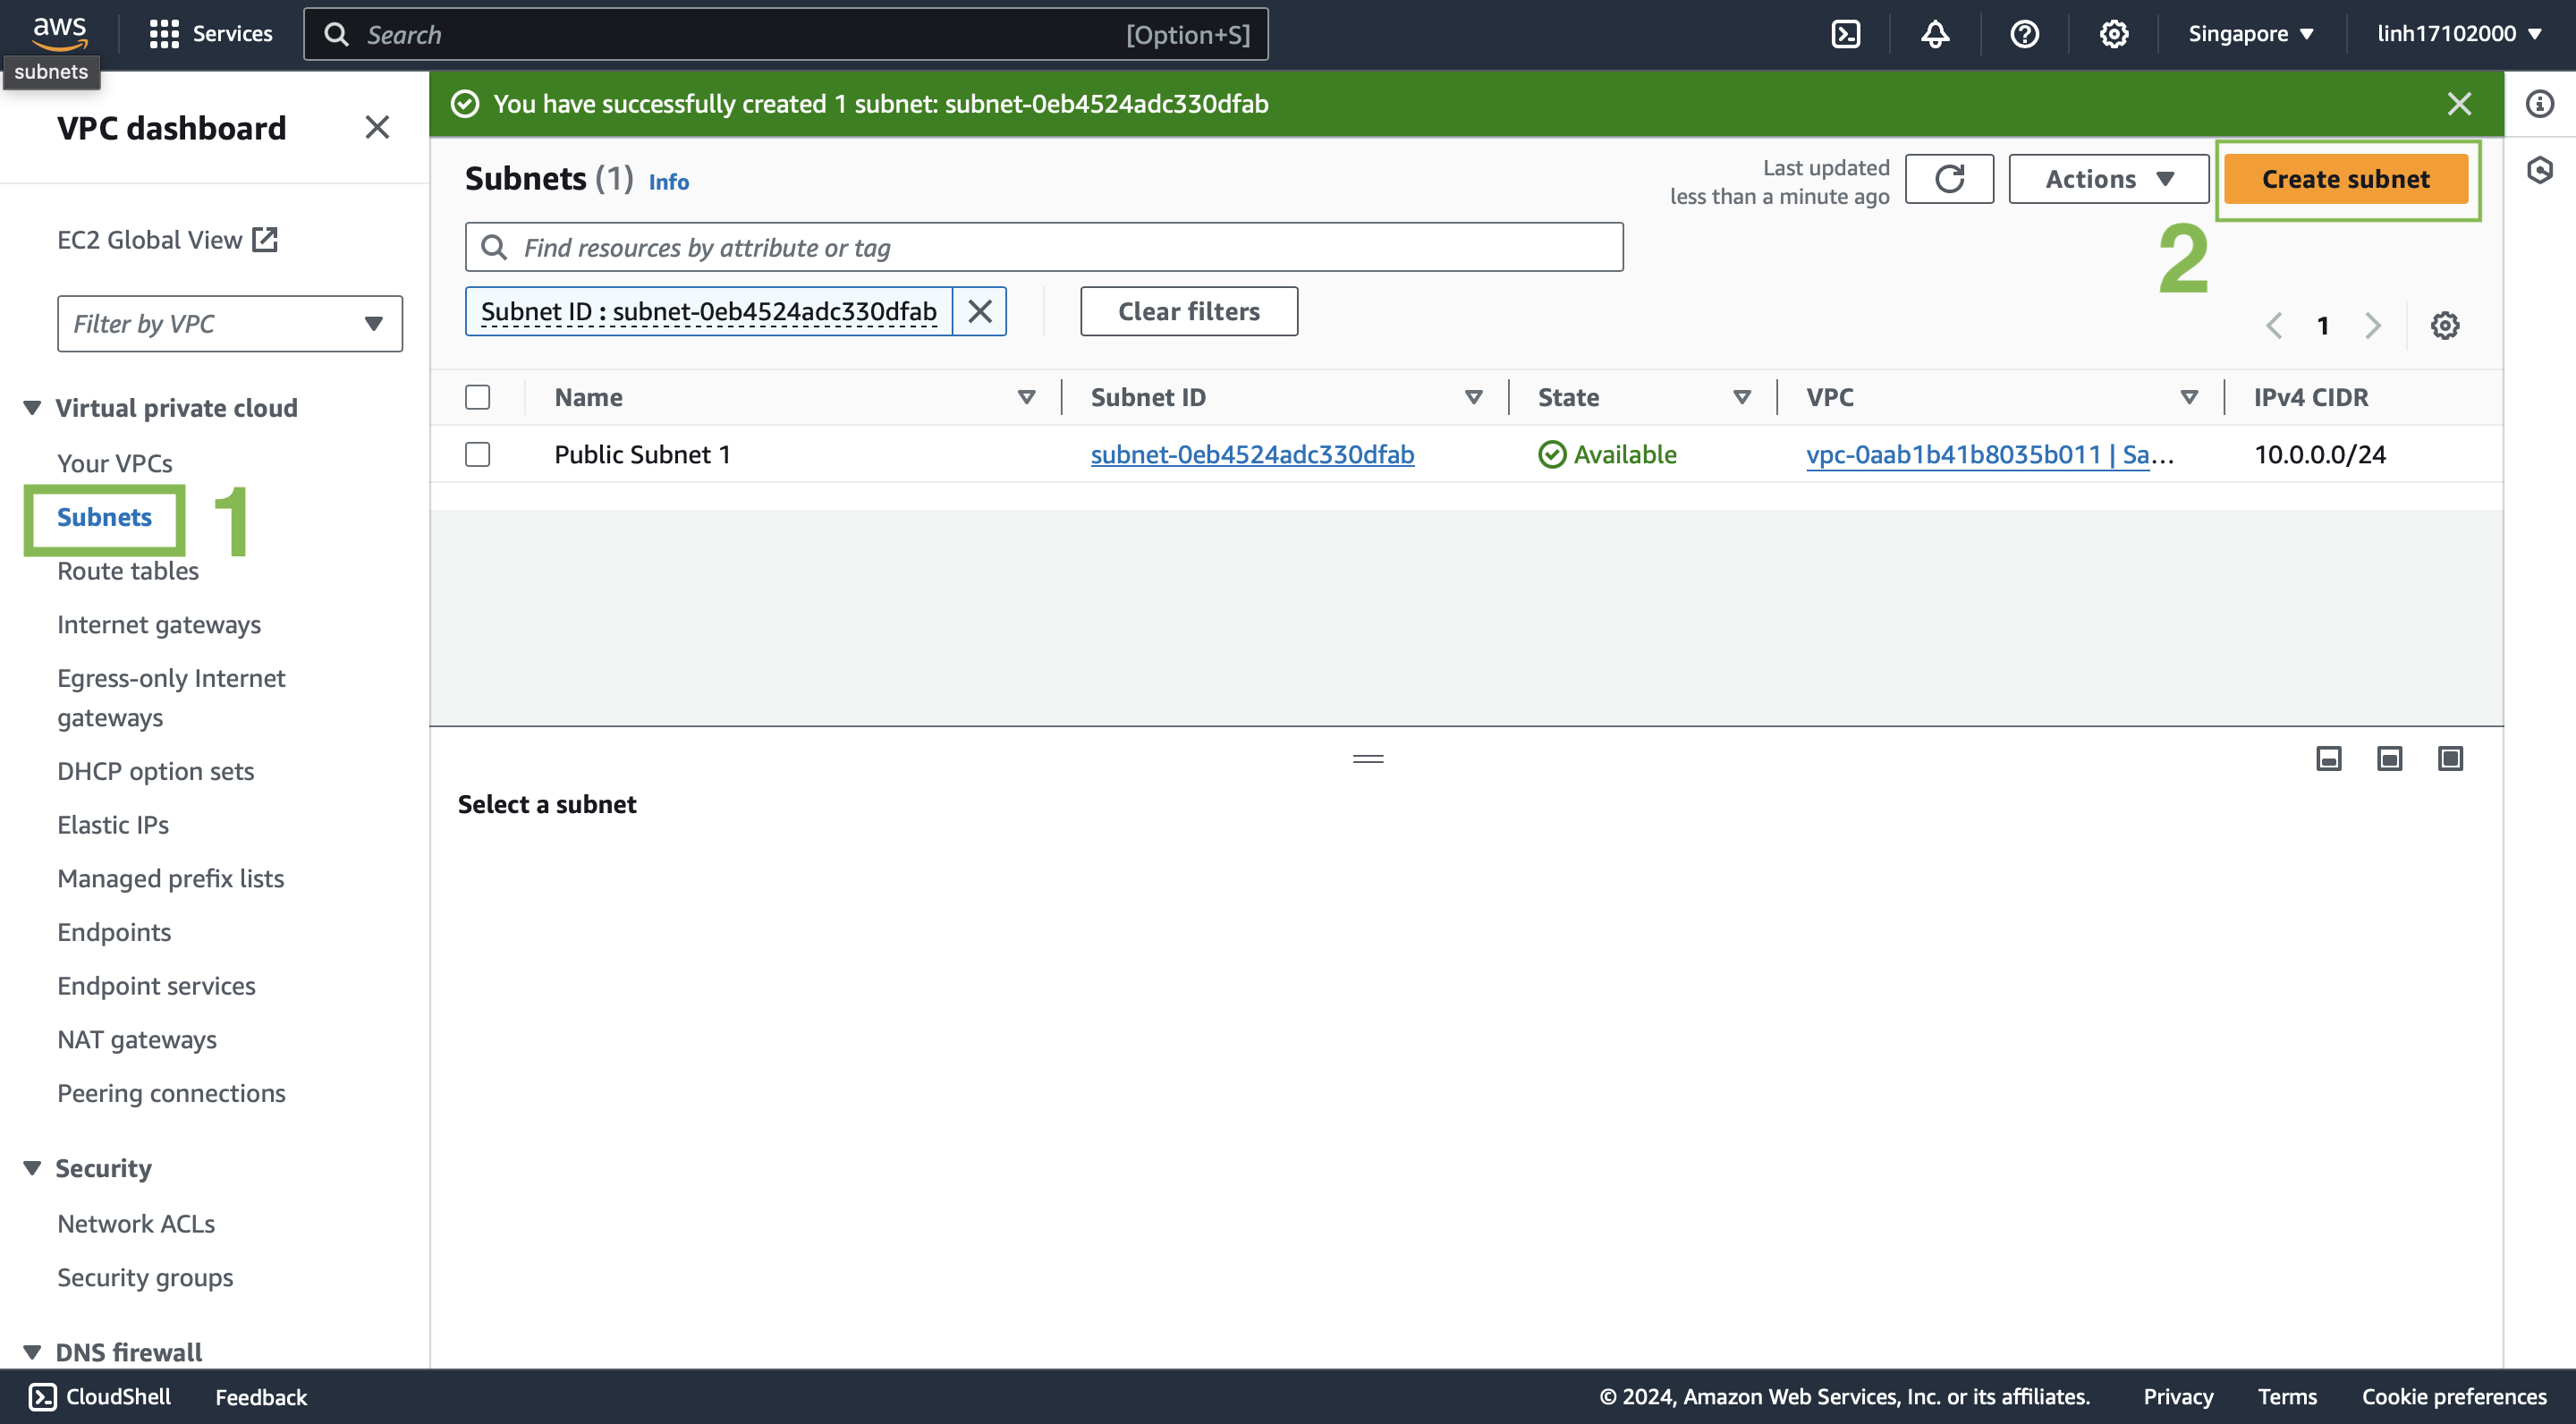 aws
Services
Search
[Option+S]
Singapore
linh17102000
subnets
VPC dashboard
EC2 Global View
Filter by VPC
Virtual private cloud
Your VPCs
Subnets
1
Route tables
Internet gateways
Egress-only Internet
gateways
DHCP option sets
Elastic IPs
Managed prefix lists
Endpoints
Endpoint services
NAT gateways
Peering connections
Security
Network ACLs
Security groups
DNS firewall
You have successfully created 1 subnet: subnet-0eb4524adc330dfab
Subnets (1) Info
Last updated
less than a minute ago
Actions
Create subnet
2
Find resources by attribute or tag
Subnet ID : subnet-0eb4524adc330dfab
Clear filters
1
Name Subnet ID State VPC IPv4 CIDR
Public Subnet 1 subnet-0eb4524adc330dfab Available vpc-0aab1b41b8035b011 | Sa... 10.0.0.0/24
Select a subnet
CloudShell Feedback © 2024, Amazon Web Services, Inc. or its affiliates. Privacy Terms Cookie preferences